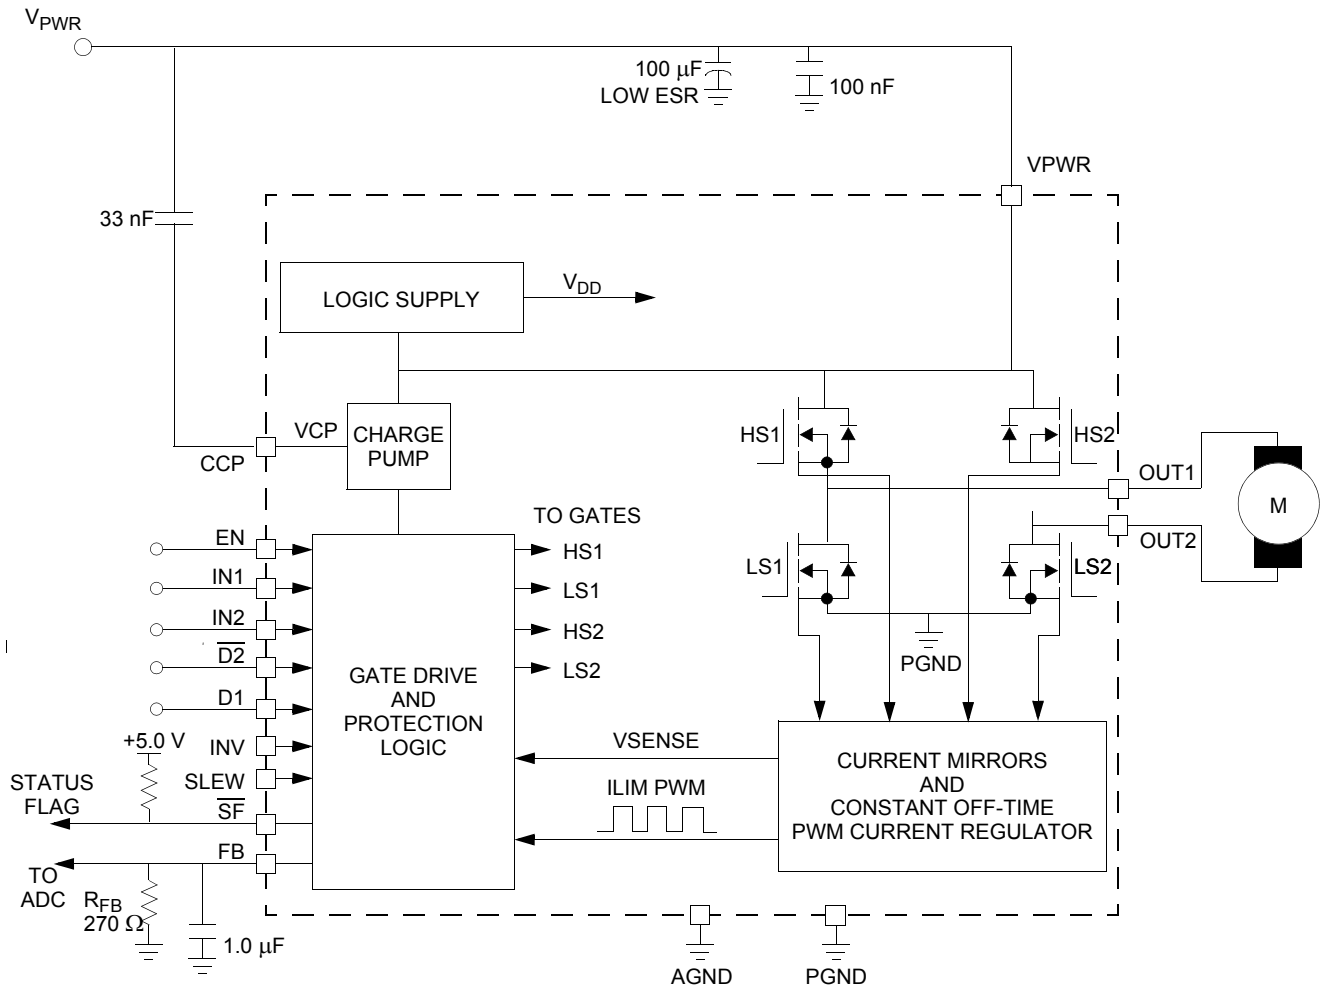 VPWR
100 µF
LOW ESR
100 nF
VPWR
33 nF
LOGIC SUPPLY
VDD
VCP
CCP
CHARGE
PUMP
HS1
HS2
OUT1
M
OUT2
TO GATES
EN
IN1
IN2
D2
D1
INV
SLEW
SF
FB
HS1
LS1
HS2
LS2
LS1
LS2
PGND
GATE DRIVE
AND
PROTECTION
LOGIC
+5.0 V
STATUS
FLAG
TO
ADC
RFB
270 Ω
1.0 µF
VSENSE
ILIM PWM
CURRENT MIRRORS
AND
CONSTANT OFF-TIME
PWM CURRENT REGULATOR
AGND
PGND